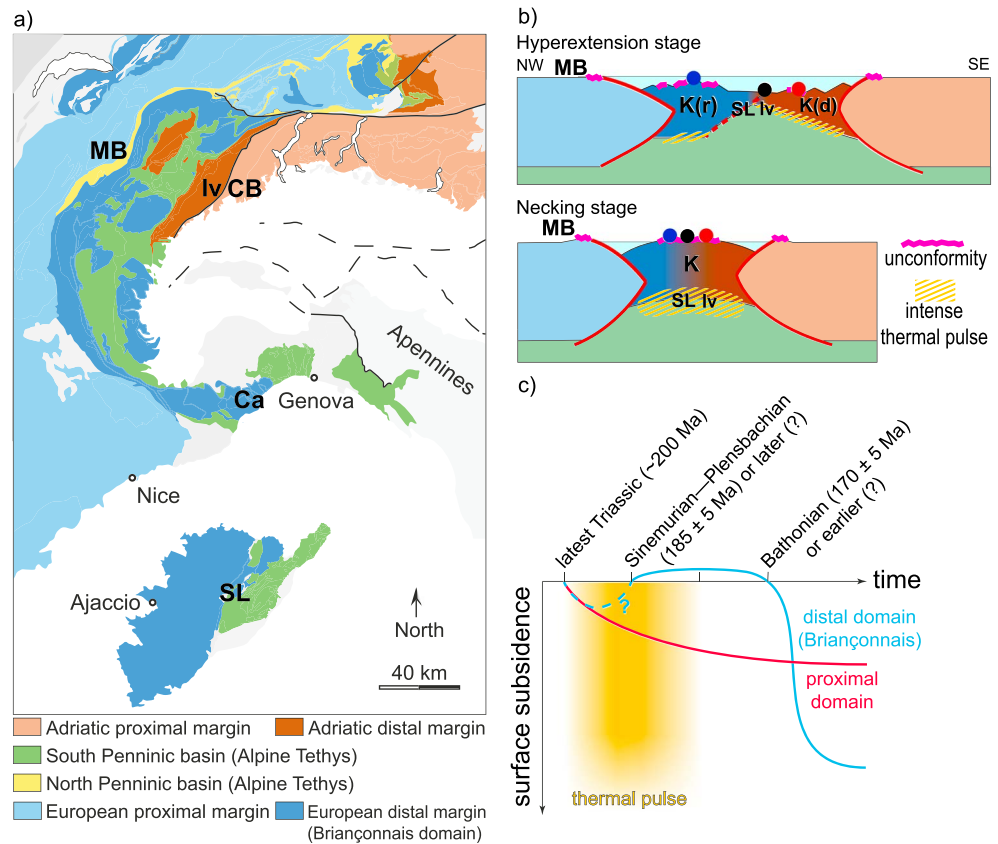 a)
MB
Iv CB
Apennines
Ca
Genova
Nice
SL
Ajaccio
North
40 km
Adriatic proximal margin
Adriatic distal margin
South Penninic basin (Alpine Tethys)
North Penninic basin (Alpine Tethys)
European proximal margin
European distal margin
(Briançonnais domain)
b)
Hyperextension stage
NW
MB
SE
K(r)
SL Iv
K(d)
Necking stage
MB
K
SL Iv
unconformity
intense
thermal pulse
c)
latest Triassic (~200 Ma)
Sinemurian—Plensbachian
(185 ± 5 Ma) or later (?)
Bathonian (170 ± 5 Ma)
or earlier (?)
time
surface subsidence
?
distal domain
(Briançonnais)
proximal
domain
thermal pulse